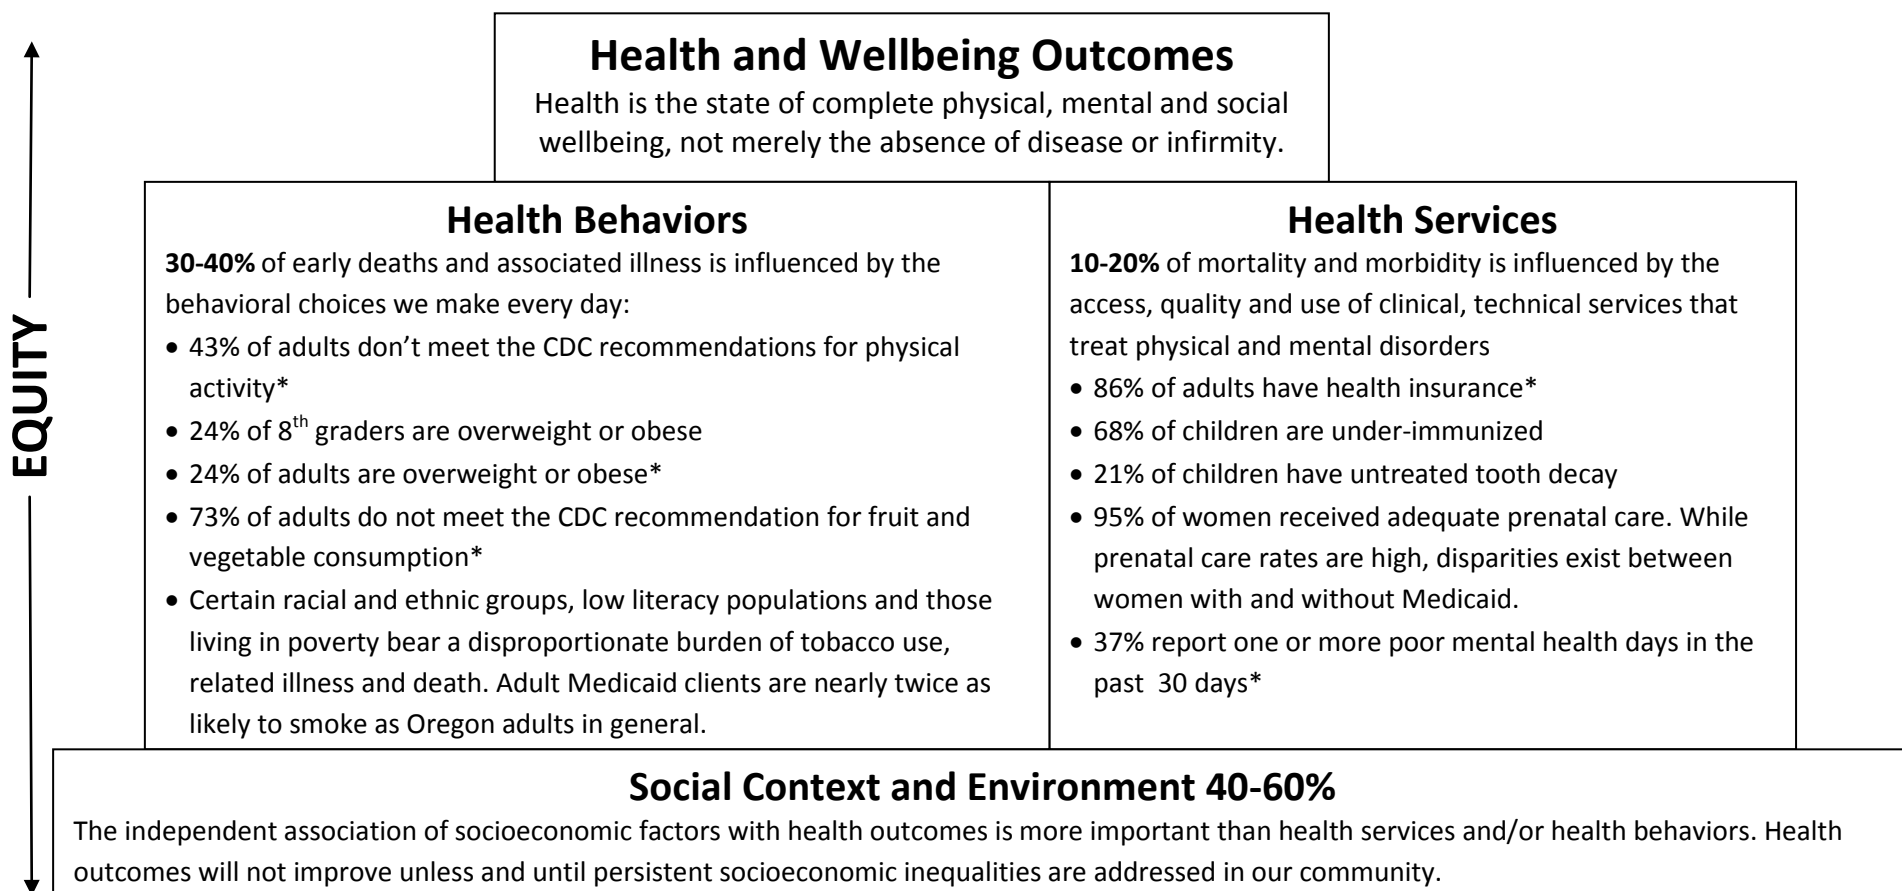 Health and Wellbeing Outcomes
Health is the state of complete physical, mental and social
wellbeing, not merely the absence of disease or infirmity.
EQUITY
Health Behaviors
30-40% of early deaths and associated illness is influenced by the
behavioral choices we make every day:
• 43% of adults don’t meet the CDC recommendations for physical
activity*
• 24% of 8th graders are overweight or obese
• 24% of adults are overweight or obese*
• 73% of adults do not meet the CDC recommendation for fruit and
vegetable consumption*
• Certain racial and ethnic groups, low literacy populations and those
living in poverty bear a disproportionate burden of tobacco use,
related illness and death. Adult Medicaid clients are nearly twice as
likely to smoke as Oregon adults in general.
Health Services
10-20% of mortality and morbidity is influenced by the
access, quality and use of clinical, technical services that
treat physical and mental disorders
• 86% of adults have health insurance*
• 68% of children are under-immunized
• 21% of children have untreated tooth decay
• 95% of women received adequate prenatal care. While
prenatal care rates are high, disparities exist between
women with and without Medicaid.
• 37% report one or more poor mental health days in the
past 30 days*
Social Context and Environment 40-60%
The independent association of socioeconomic factors with health outcomes is more important than health services and/or health behaviors. Health
outcomes will not improve unless and until persistent socioeconomic inequalities are addressed in our community.